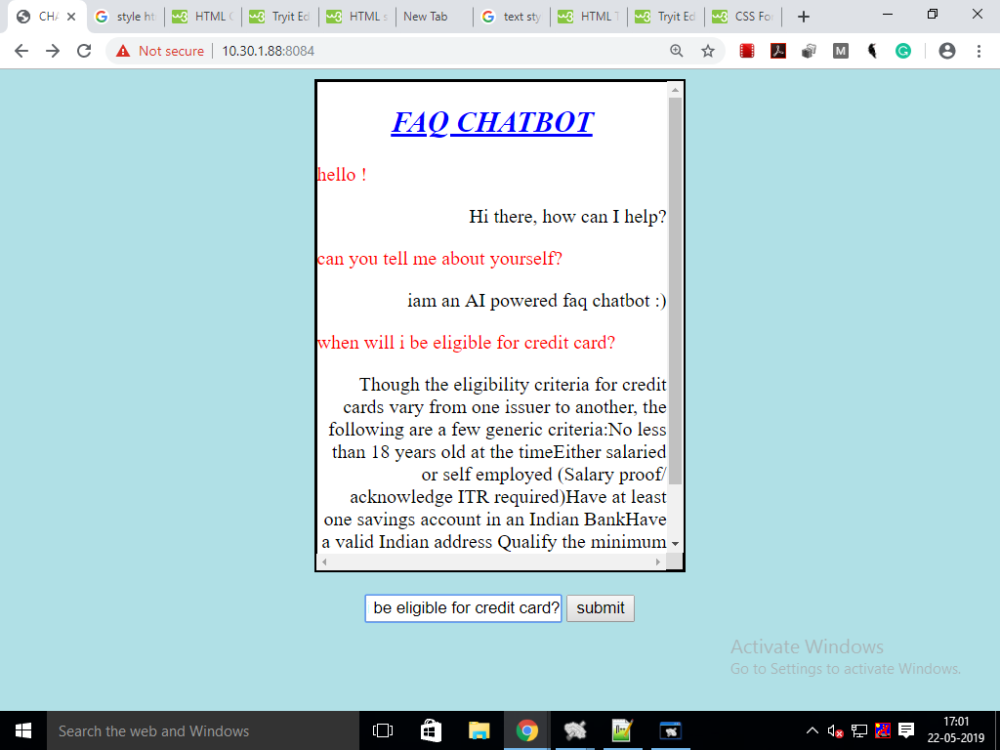 CHA
style ht
HTML C
Tryit Ed
HTML s
New Tab
text sty
HTML T
Tryit Ed
CSS Fo
Not secure
10.30.1.88:8084
FAQ CHATBOT
hello !
Hi there, how can I help?
can you tell me about yourself?
iam an AI powered faq chatbot :)
when will i be eligible for credit card?
Though the eligibility criteria for credit
cards vary from one issuer to another, the
following are a few generic criteria:No less
than 18 years old at the timeEither salaried
or self employed (Salary proof/
acknowledge ITR required)Have at least
one savings account in an Indian BankHave
a valid Indian address Qualify the minimum
be eligible for credit card?
submit
Activate Windows
Go to Settings to activate Windows.
Search the web and Windows
17:01
22-05-2019